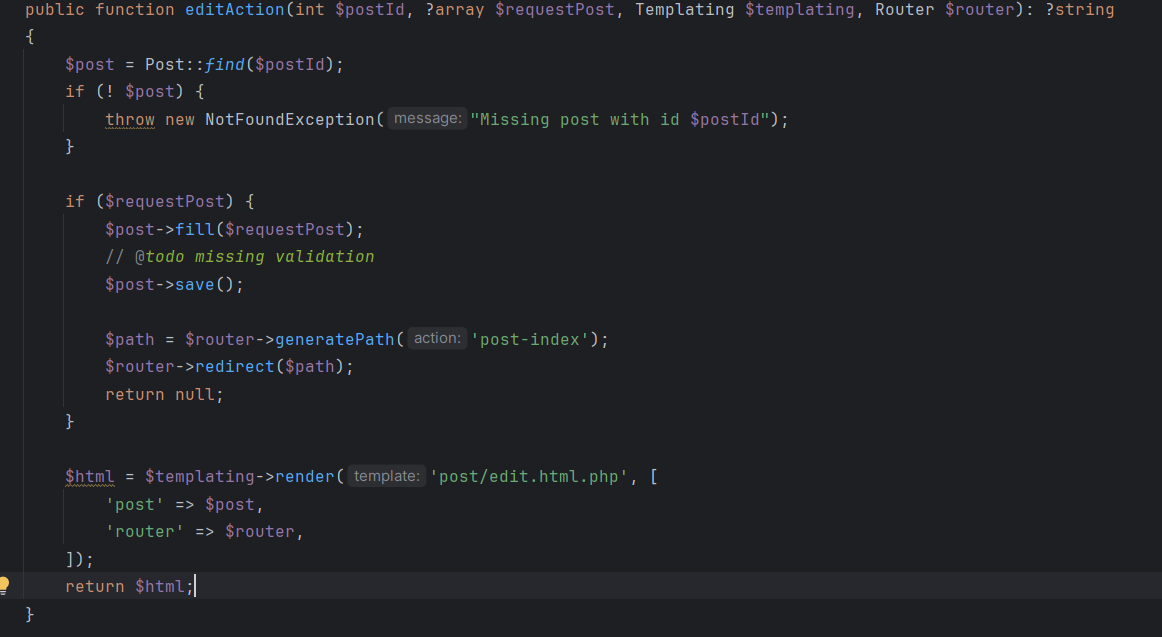 public function editAction(int $postId, ?array $requestPost, Templating $templating, Router $router): ?string
{
    $post = Post::find($postId);
    if (! $post) {
        throw new NotFoundException( message: "Missing post with id $postId");
    }

    if ($requestPost) {
        $post->fill($requestPost);
        // @todo missing validation
        $post->save();

        $path = $router->generatePath( action: 'post-index');
        $router->redirect($path);
        return null;
    }

    $html = $templating->render( template: 'post/edit.html.php', [
        'post' => $post,
        'router' => $router,
    ]);
    return $html;
}